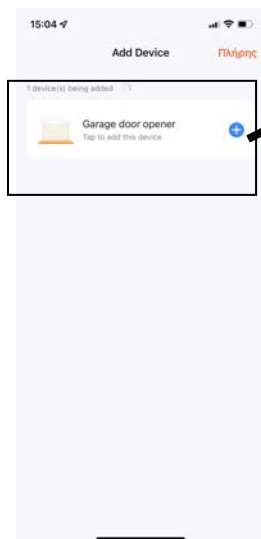 15:04
Add Device
Πλήρης
1 device(s) being added
Garage door opener
Tap to add this device